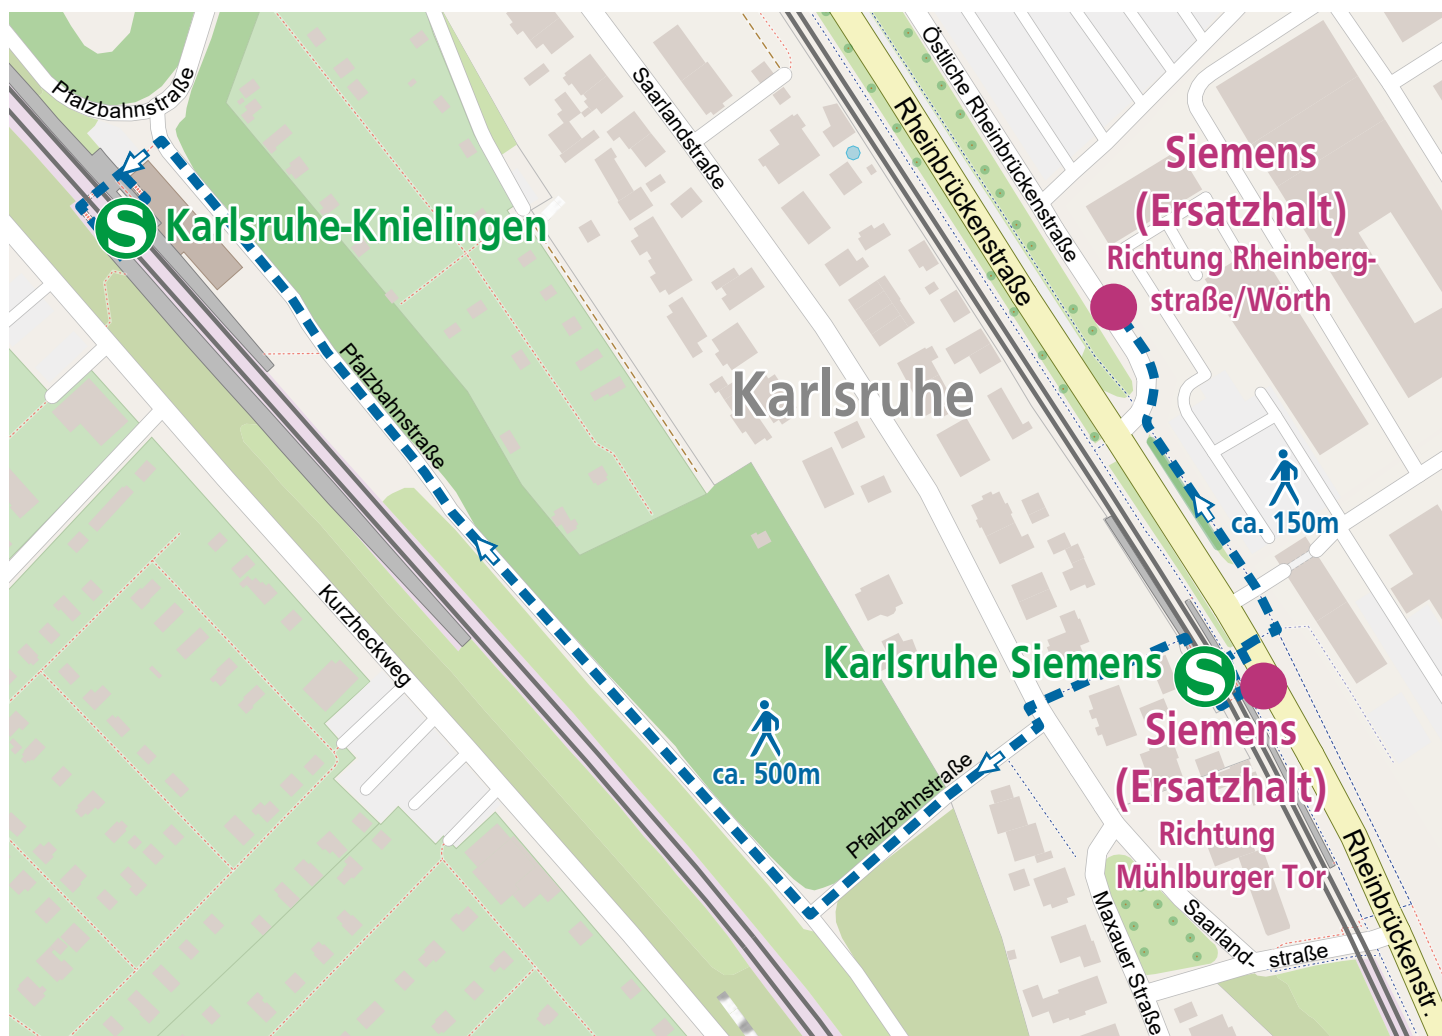 Pfalzbahnstraße
Saarlandstraße
Östliche Rheinbrückenstraße
Rheinbrückenstraße
Siemens
(Ersatzhalt)
Richtung Rheinberg-
straße/Wörth
S
Karlsruhe-Knielingen
Pfalzbahnstraße
Karlsruhe
ca. 150m
Kurzheckweg
Karlsruhe Siemens
S
Siemens
(Ersatzhalt)
Richtung
Mühlburger Tor
ca. 500m
Pfalzbahnstraße
Rheinbrückenstr.
Maxauer Straße
Saarland-
straße